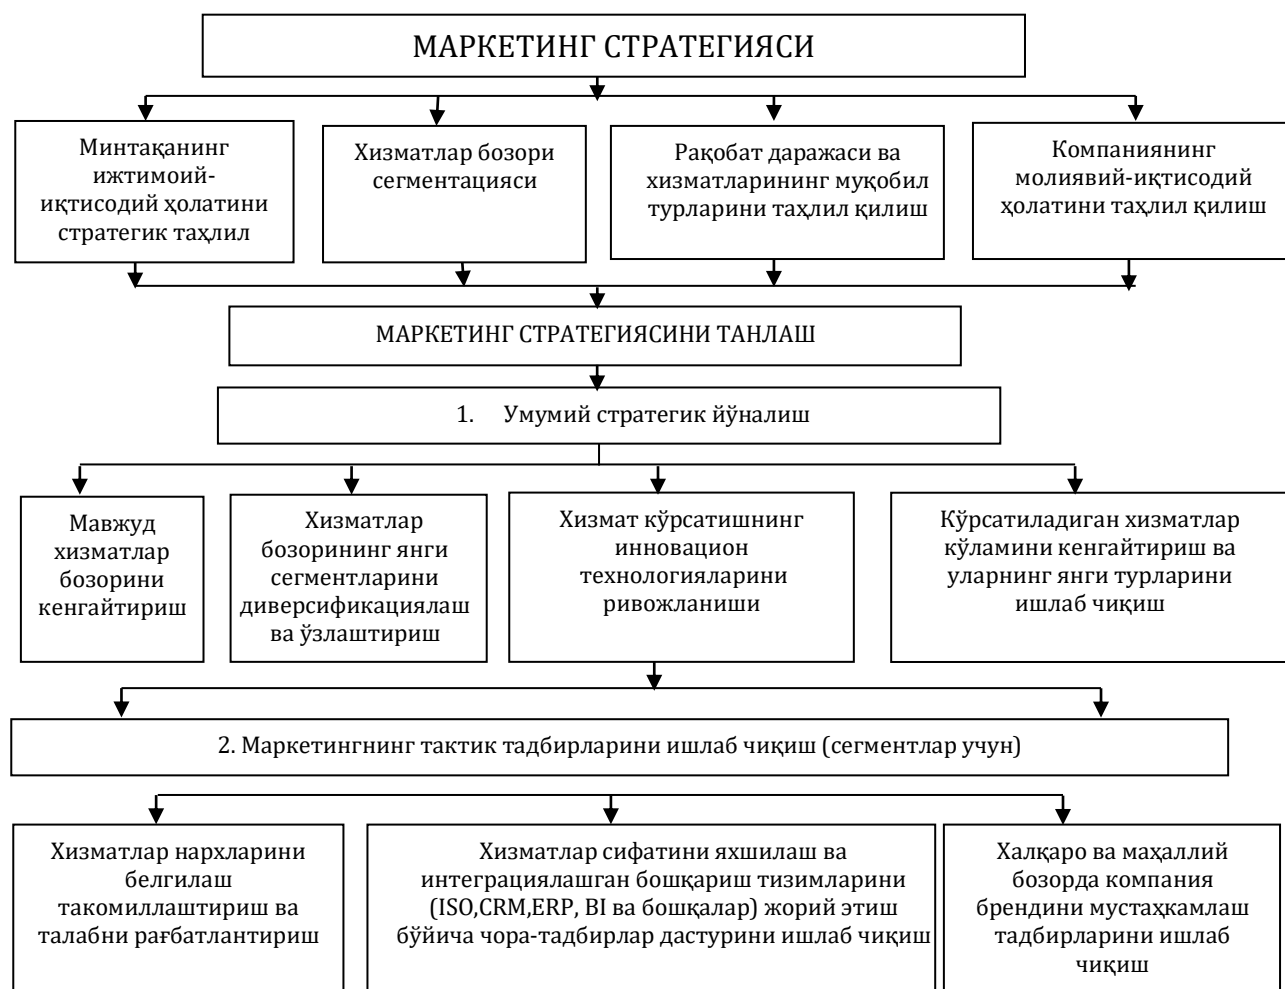 МАРКЕТИНГ СТРАТЕГИЯСИ
Минтақанинг
ижтимоий-
иқтисодий ҳолатини
стратегик таҳлил
Хизматлар бозори
сегментацияси
Рақобат даражаси ва
хизматларининг муқобил
турларини таҳлил қилиш
Компаниянинг
молиявий-иқтисодий
ҳолатини таҳлил қилиш
МАРКЕТИНГ СТРАТЕГИЯСИНИ ТАНЛАШ
1. Умумий стратегик йўналиш
Мавжуд
хизматлар
бозорини
кенгайтириш
Хизматлар
бозорининг янги
сегментларини
диверсификациялаш
ва ўзлаштириш
Хизмат кўрсатишнинг
инновацион
технологияларини
ривожланиши
Кўрсатиладиган хизматлар
кўламини кенгайтириш ва
уларнинг янги турларини
ишлаб чиқиш
2. Маркетингнинг тактик тадбирларини ишлаб чиқиш (сегментлар учун)
Хизматлар нархларини
белгилаш
такомиллаштириш ва
талабни рағбатлантириш
Хизматлар сифатини яхшилаш ва
интеграциялашган бошқариш тизимларини
(ISO,CRM,ERP, BI ва бошқалар) жорий этиш
бўйича чора-тадбирлар дастурини ишлаб чиқиш
Халқаро ва маҳаллий
бозорда компания
брендини мустаҳкамлаш
тадбирларини ишлаб
чиқиш